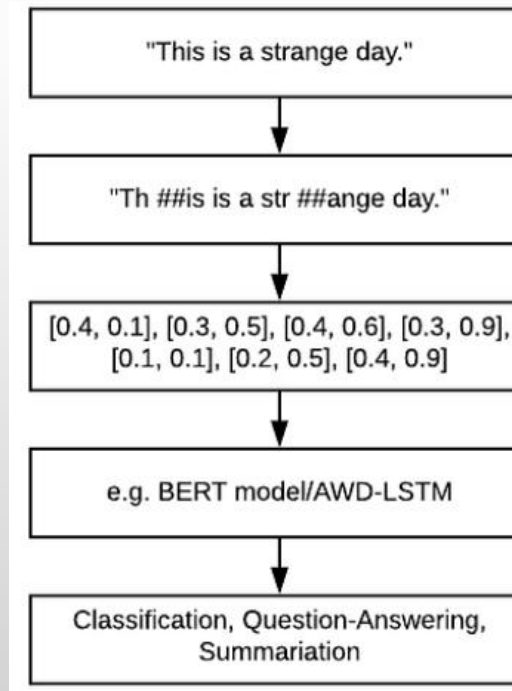 "This is a strange day."
"Th ##is is a str ##ange day."
[0.4, 0.1], [0.3, 0.5], [0.4, 0.6], [0.3, 0.9],
[0.1, 0.1], [0.2, 0.5], [0.4, 0.9]
e.g. BERT model/AWD-LSTM
Classification, Question-Answering,
Summariation